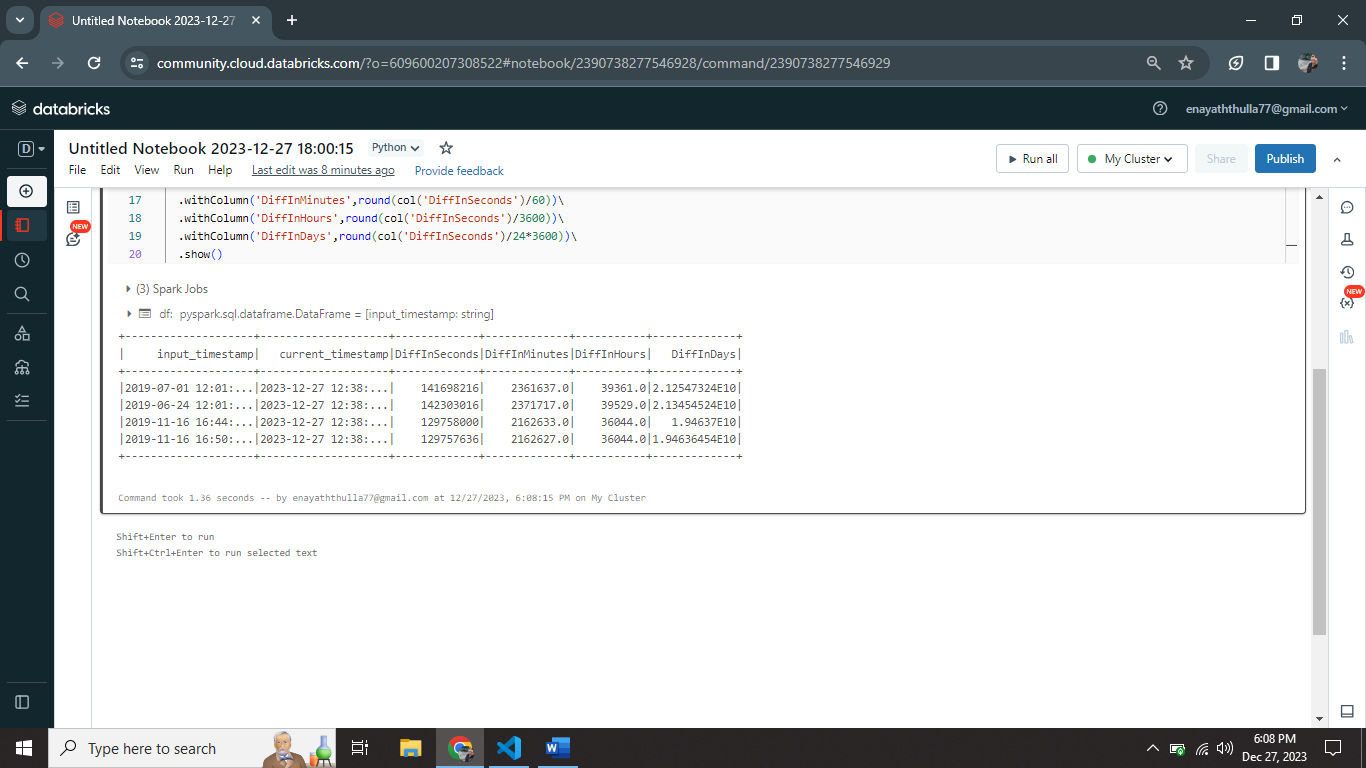 Untitled Notebook 2023-12-27
community.cloud.databricks.com/?o=609600207308522#notebook/2390738277546928/command/2390738277546929
databricks
enayaththulla77@gmail.com
D
Untitled Notebook 2023-12-27 18:00:15 Python
Run all My Cluster Share Publish
File Edit View Run Help Last edit was 8 minutes ago Provide feedback
NEW
NEW
17 .withColumn('DiffInMinutes',round(col('DiffInSeconds')/60))\
18 .withColumn('DiffInHours',round(col('DiffInSeconds')/3600))\
19 .withColumn('DiffInDays',round(col('DiffInSeconds')/24*3600))\
20 .show()
(3) Spark Jobs
df: pyspark.sql.dataframe.DataFrame = [input_timestamp: string]
+--------------------+--------------------+-------------+-------------+-----------+-------------+
|     input_timestamp|   current_timestamp|DiffInSeconds|DiffInMinutes|DiffInHours|   DiffInDays|
+--------------------+--------------------+-------------+-------------+-----------+-------------+
|2019-07-01 12:01:...|2023-12-27 12:38:...|    141698216|    2361637.0|    39361.0|2.12547324E10|
|2019-06-24 12:01:...|2023-12-27 12:38:...|    142303016|    2371717.0|    39529.0|2.13454524E10|
|2019-11-16 16:44:...|2023-12-27 12:38:...|    129758000|    2162633.0|    36044.0|   1.94637E10|
|2019-11-16 16:50:...|2023-12-27 12:38:...|    129757636|    2162627.0|    36044.0|1.94636454E10|
+--------------------+--------------------+-------------+-------------+-----------+-------------+
Command took 1.36 seconds -- by enayaththulla77@gmail.com at 12/27/2023, 6:08:15 PM on My Cluster
Shift+Enter to run
Shift+Ctrl+Enter to run selected text
Type here to search
6:08 PM
Dec 27, 2023